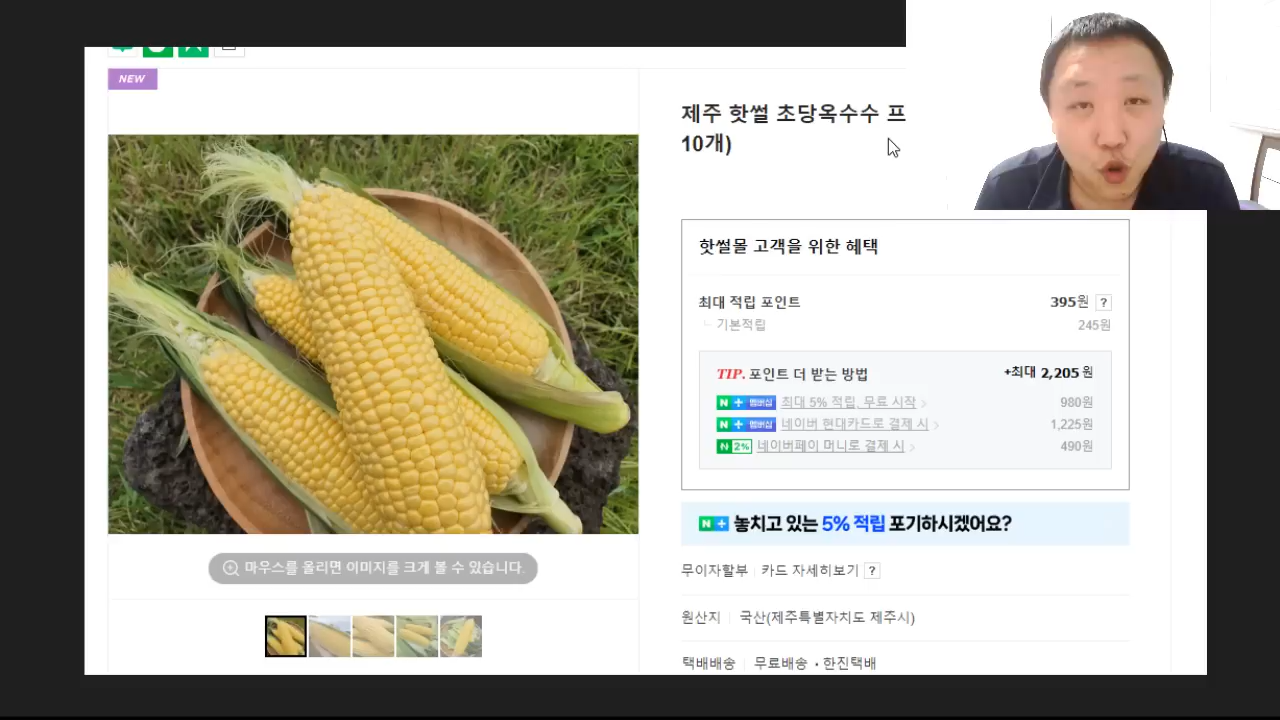 NEW
제주 핫썰 초당옥수수 프
10개)
핫썰몰 고객을 위한 혜택
최대 적립 포인트 395원 ?
기본적립 245원
TIP. 포인트 더 받는 방법 +최대 2,205 원
N + 멤버십 최대 5% 적립, 무료 시작 980원
N + 멤버십 네이버 현대카드로 결제 시 1,225원
N 2% 네이버페이 머니로 결제 시 490원
N + 놓치고 있는 5% 적립 포기하시겠어요?
무이자할부 카드 자세히보기 ?
원산지 국산(제주특별자치도 제주시)
택배배송 무료배송 · 한진택배
마우스를 올리면 이미지를 크게 볼 수 있습니다.